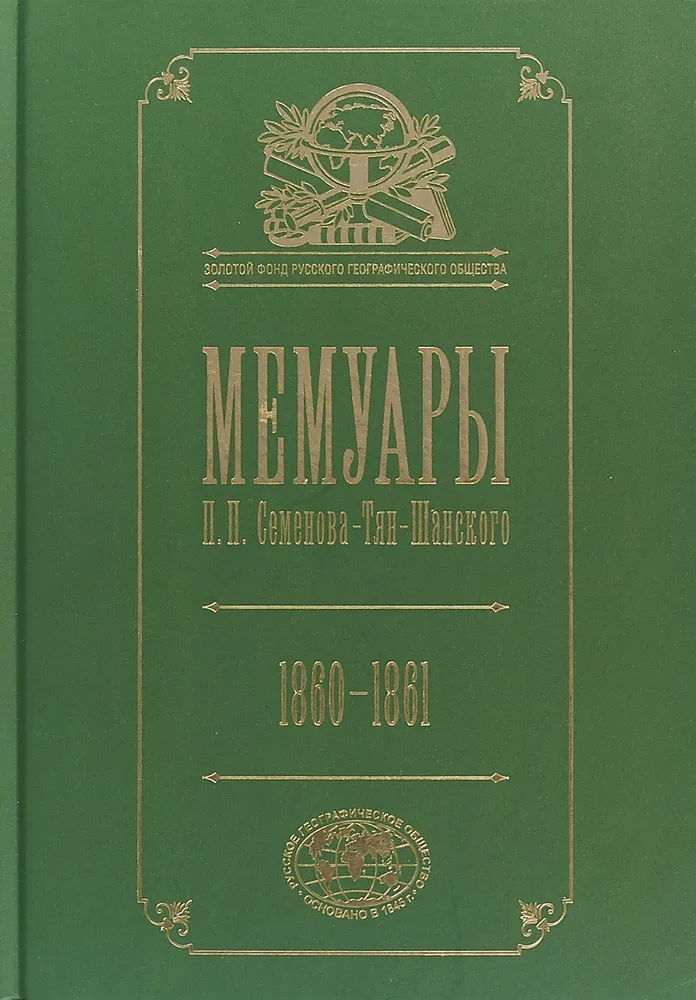 ЗОЛОТОЙ ФОНД РУССКОГО ГЕОГРАФИЧЕСКОГО ОБЩЕСТВА
МЕМУАРЫ
П. П. Семенова-Тян-Шанского
1860–1861
РУССКОЕ ГЕОГРАФИЧЕСКОЕ ОБЩЕСТВО
ОСНОВАНО В 1845 г.